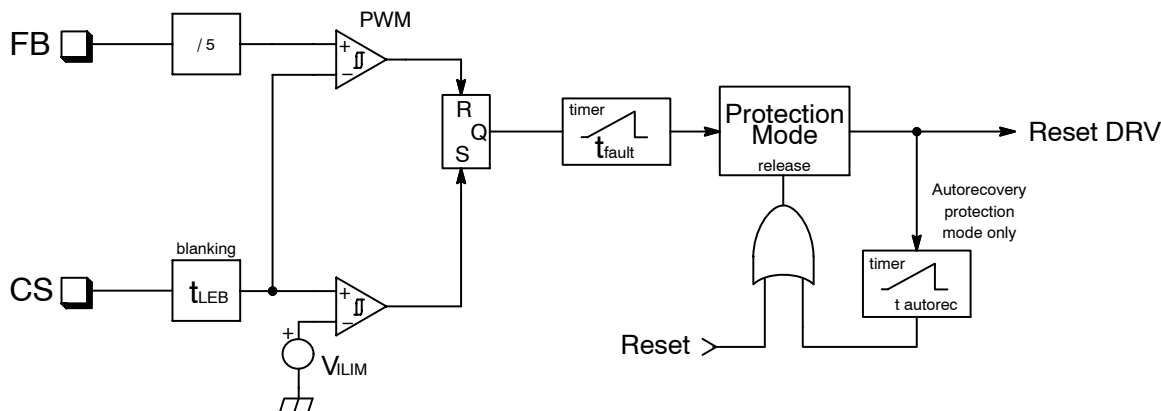 PWM
FB
/ 5
+
−
R
Q
S
timer
tfault
Protection
Mode
release
Reset DRV
Autorecovery
protection
mode only
blanking
CS
tLEB
+
−
+
VILIM
timer
t autorec
Reset